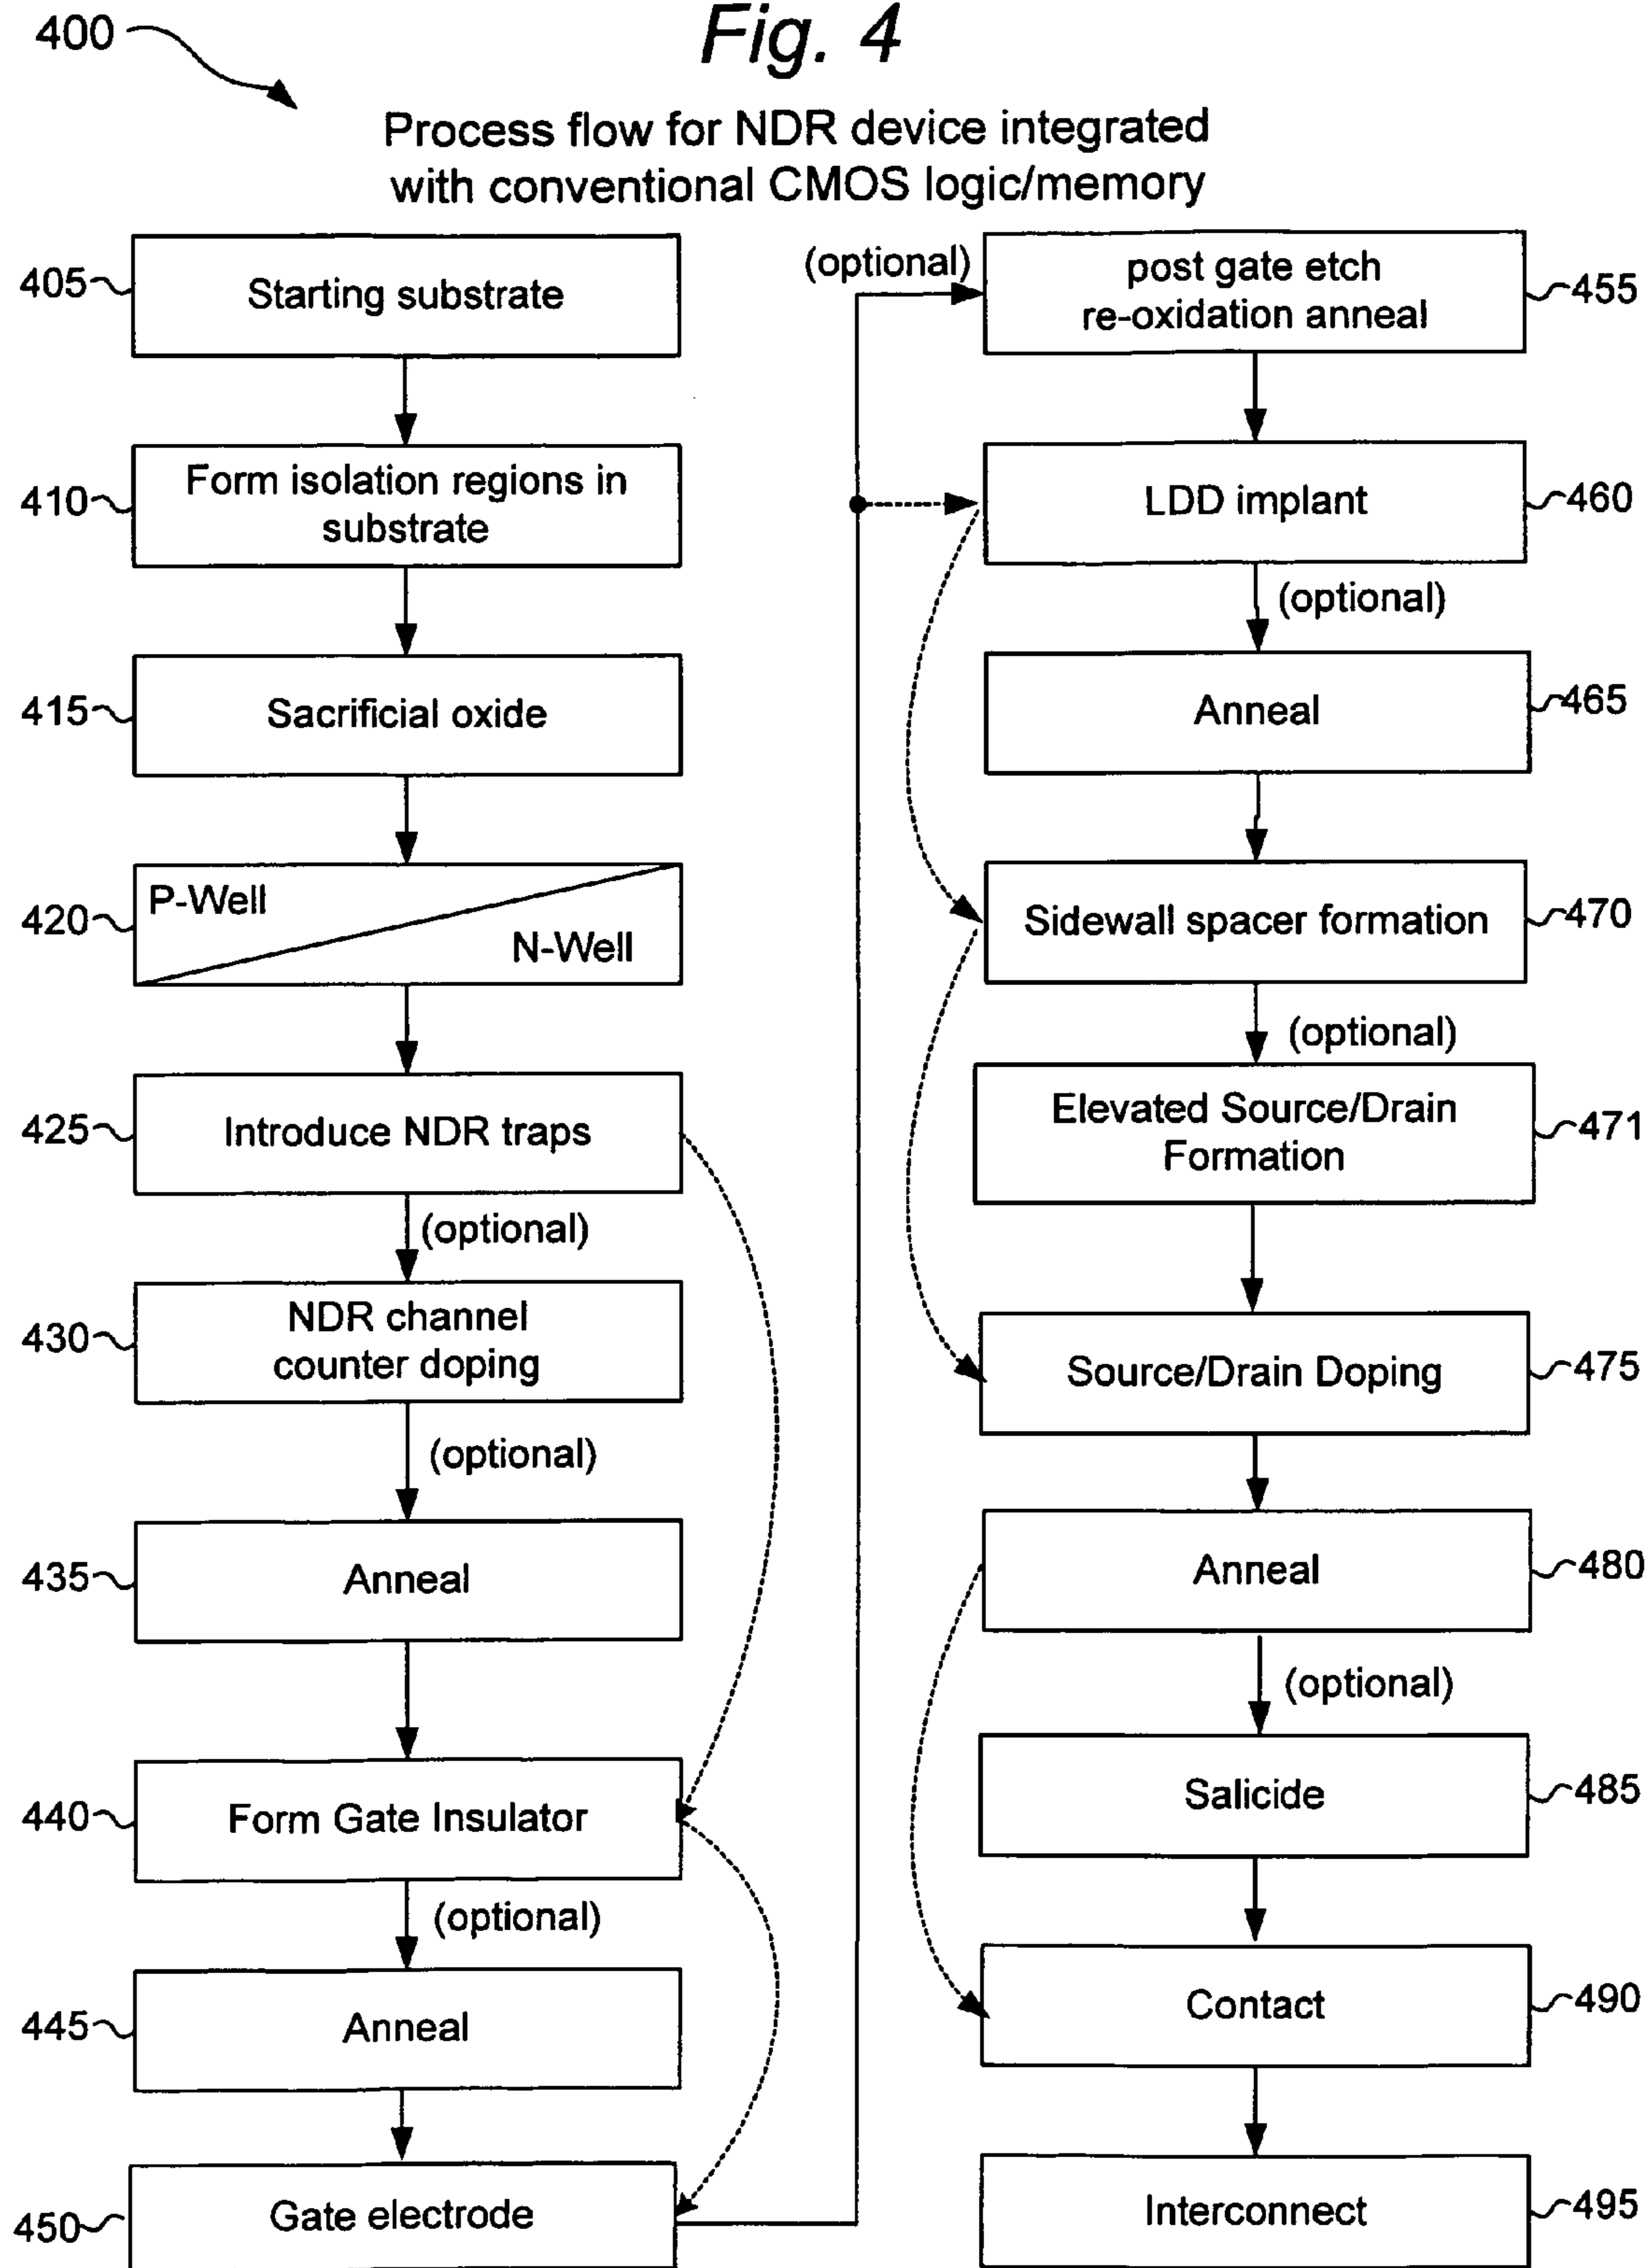 Fig. 4
400
Process flow for NDR device integrated
with conventional CMOS logic/memory
405
Starting substrate
410
Form isolation regions in
substrate
415
Sacrificial oxide
420
P-Well
N-Well
425
Introduce NDR traps
(optional)
430
NDR channel
counter doping
(optional)
435
Anneal
440
Form Gate Insulator
(optional)
445
Anneal
450
Gate electrode
(optional)
post gate etch
re-oxidation anneal
455
LDD implant
460
(optional)
Anneal
465
Sidewall spacer formation
470
(optional)
Elevated Source/Drain
Formation
471
Source/Drain Doping
475
Anneal
480
(optional)
Salicide
485
Contact
490
Interconnect
495